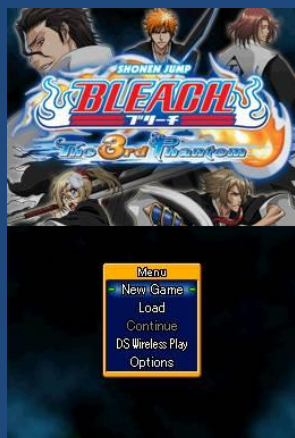 SHONEN JUMP
BLEACH
ブリーチ
The 3rd Phantom
Menu
New Game
Load
Continue
DS Wireless Play
Options